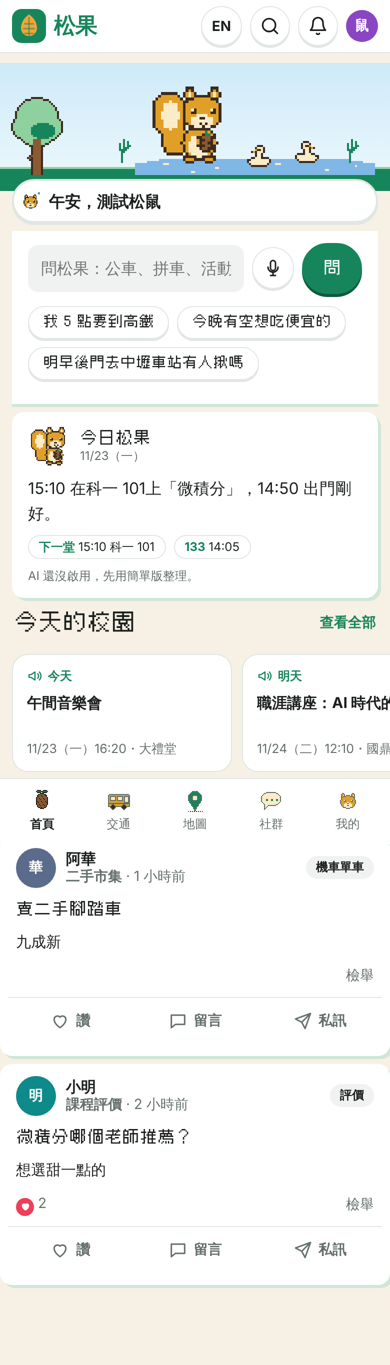 松果
EN
鼠
午安，測試松鼠
問松果：公車、拼車、活動
問
我 5 點要到高鐵
今晚有空想吃便宜的
明早後門去中壢車站有人揪嗎
今日松果
11/23（一）
15:10 在科一 101上「微積分」，14:50 出門剛
好。
下一堂 15:10 科一 101
133 14:05
AI 還沒啟用，先用簡單版整理。
今天的校園
查看全部
今天
午間音樂會
11/23（一）16:20・大禮堂
明天
職涯講座：AI 時代的
11/24（二）12:10・國鼎
首頁
交通
地圖
社群
我的
華
阿華
二手市集・1 小時前
機車單車
賣二手腳踏車
九成新
檢舉
讚
留言
私訊
明
小明
課程評價・2 小時前
評價
微積分哪個老師推薦？
想選甜一點的
2
檢舉
讚
留言
私訊